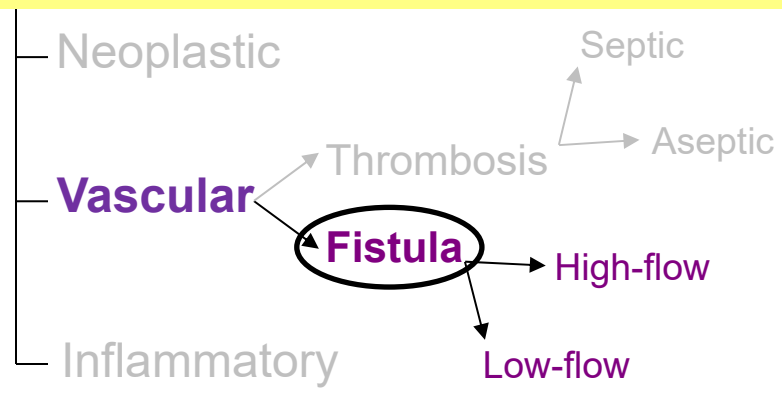 Neoplastic
Septic
Aseptic
Thrombosis
Vascular
Fistula
High-flow
Low-flow
Inflammatory